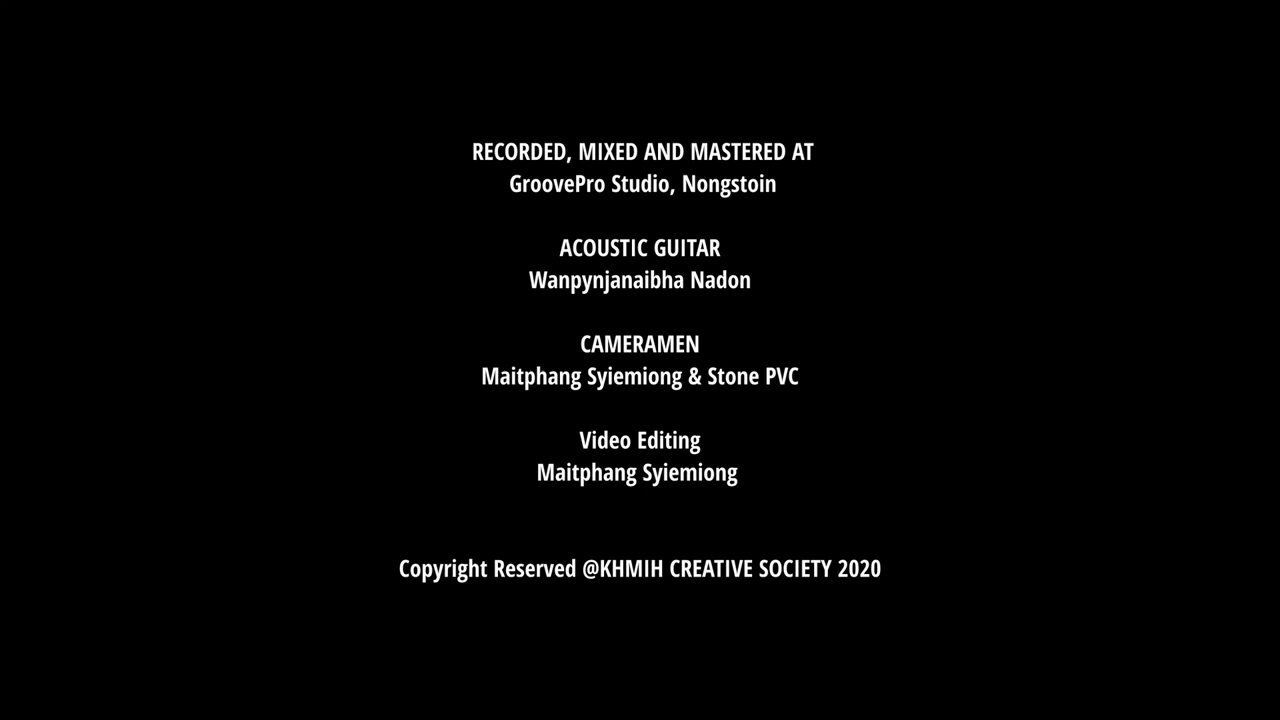 RECORDED, MIXED AND MASTERED AT
GroovePro Studio, Nongstoin
ACOUSTIC GUITAR
Wanpynjanaibha Nadon
CAMERAMEN
Maitphang Syiemiong & Stone PVC
Video Editing
Maitphang Syiemiong
Copyright Reserved @KHMIH CREATIVE SOCIETY 2020